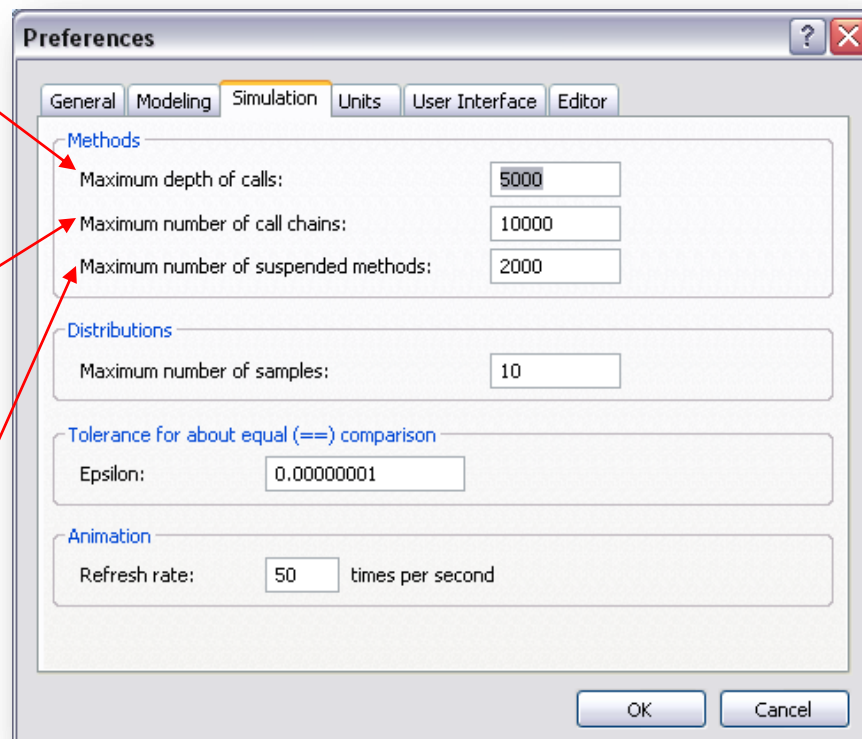 Preferences
?
General Modeling Simulation Units User Interface Editor
Methods
Maximum depth of calls: 5000
Maximum number of call chains: 10000
Maximum number of suspended methods: 2000
Distributions
Maximum number of samples: 10
Tolerance for about equal (==) comparison
Epsilon: 0.00000001
Animation
Refresh rate: 50 times per second
OK Cancel